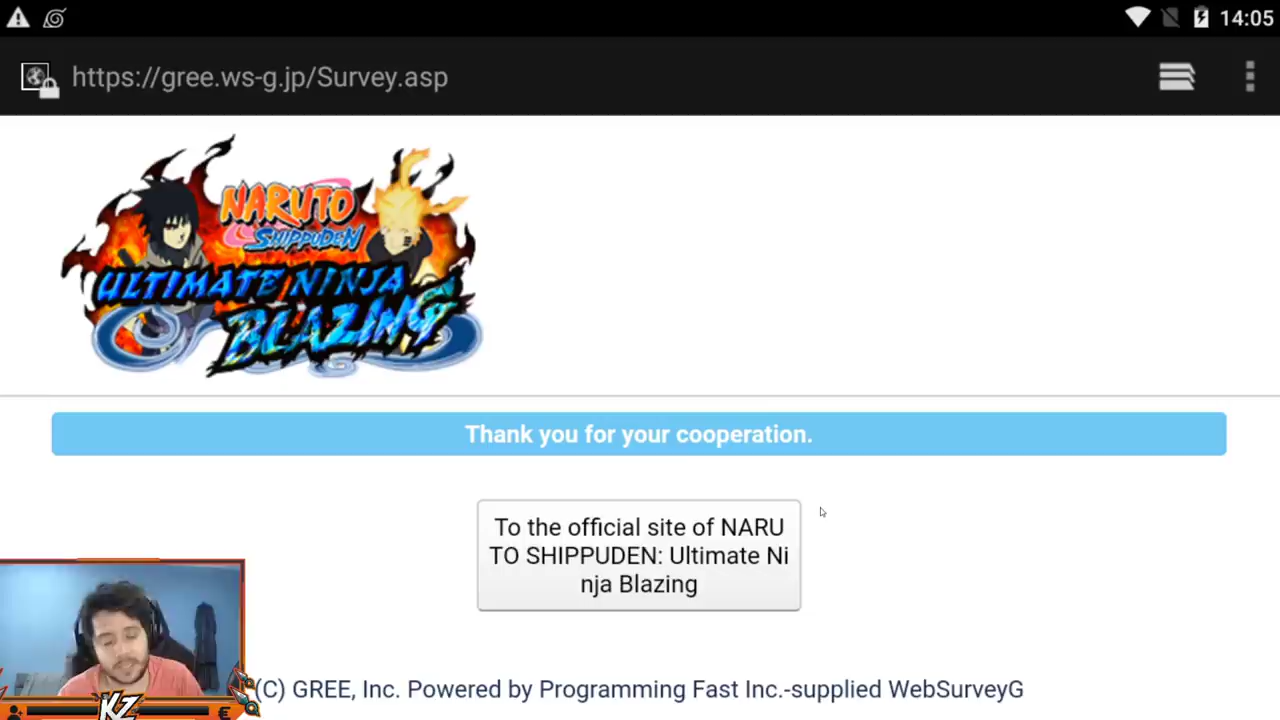 14:05
https://gree.ws-g.jp/Survey.asp
NARUTO
SHIPPUDEN
ULTIMATE NINJA
BLAZING
Thank you for your cooperation.
To the official site of NARU
TO SHIPPUDEN: Ultimate Ni
nja Blazing
(C) GREE, Inc. Powered by Programming Fast Inc.-supplied WebSurveyG
KZ
€